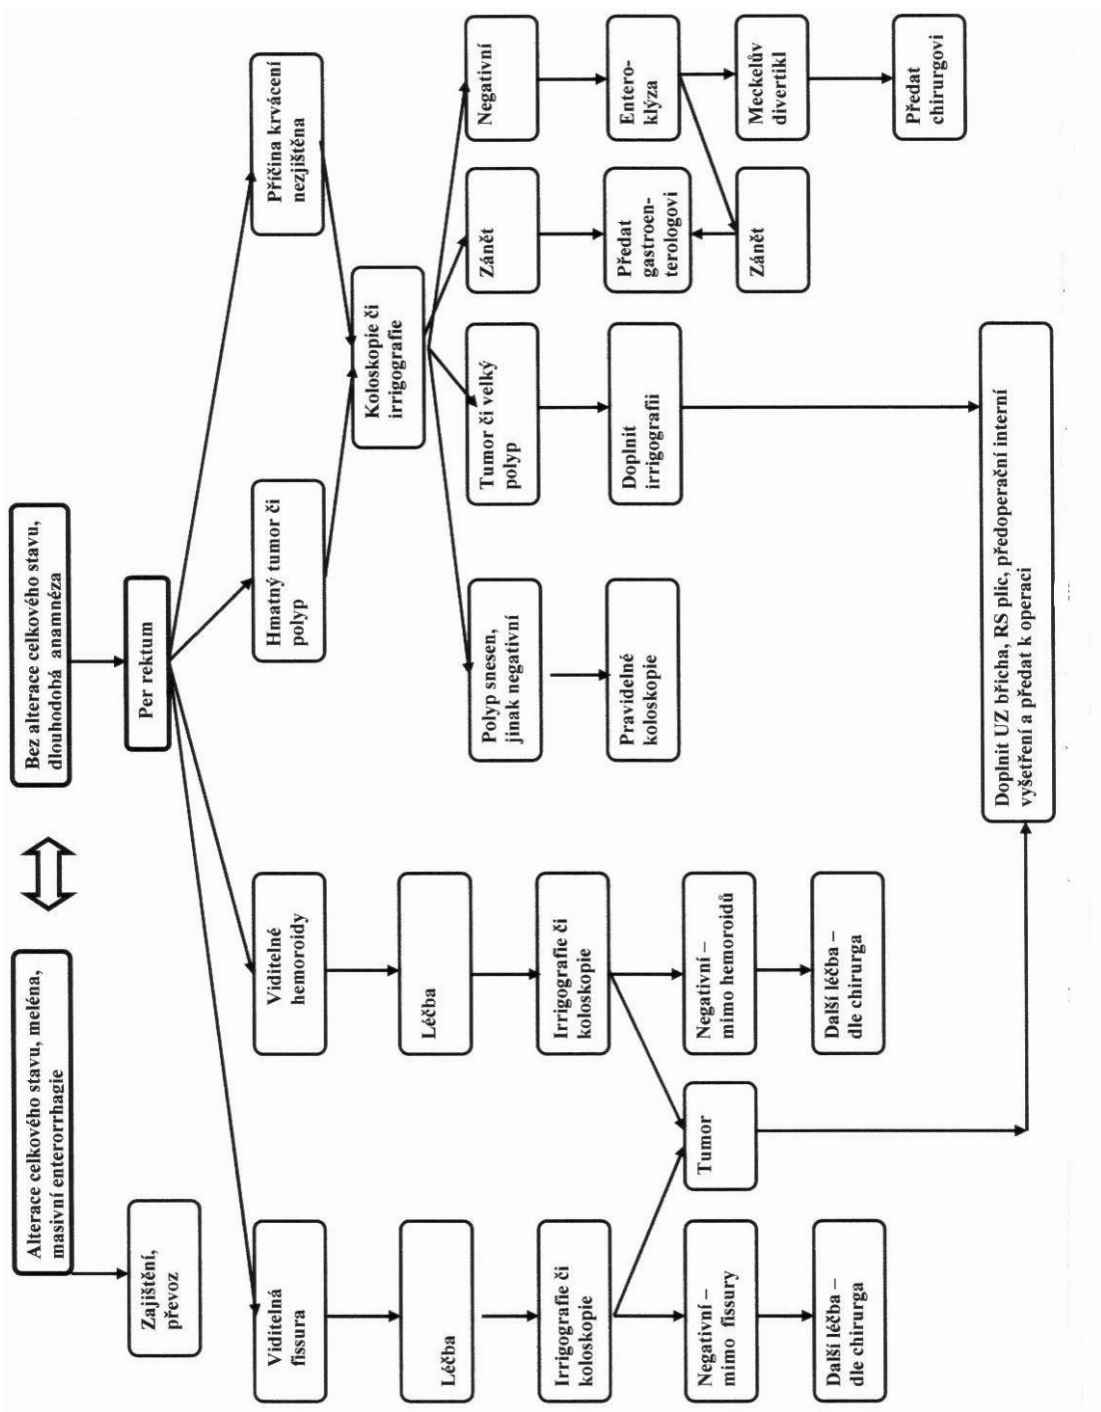 Alterace celkového stavu, meléna,
masivní enterorrhagie
Bez alterace celkového stavu,
dlouhodobá anamnéza
Zajištění,
převoz
Per rektum
Viditelná
fissura
Viditelné
hemoroidy
Hmatný tumor či
polyp
Příčina krvácení
nezjištěna
Léčba
Léčba
Koloskopie či
irrigografie
Irrigografie či
koloskopie
Irrigografie či
koloskopie
Polyp snesen,
jinak negativní
Tumor či velký
polyp
Zánět
Negativní
Pravidelné
koloskopie
Doplnit
irrigografii
Předat
gastroen-
terologovi
Entero-
klýza
Negativní –
mimo fissury
Tumor
Negativní –
mimo hemoroidů
Zánět
Meckelův
divertikl
Další léčba –
dle chirurga
Další léčba –
dle chirurga
Předat
chirurgovi
Doplnit UZ břicha, RS plic, předoperační interní
vyšetření a předat k operaci